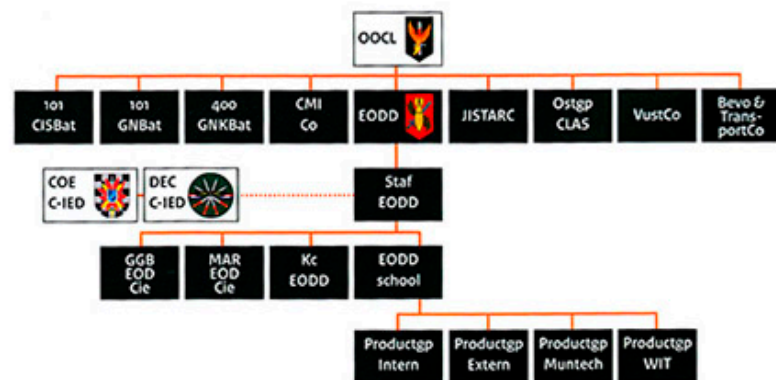 OOCL
101
CISBat
101
GNBat
400
GNKBat
CMI
Co
EODD
JISTARC
Ostgp
CLAS
VustCo
Bevo &
Trans-
portCo
COE
C-IED
DEC
C-IED
Staf
EODD
GGB
EOD
Cie
MAR
EOD
Cie
Kc
EODD
EODD
school
Productgp
Intern
Productgp
Extern
Productgp
Muntech
Productgp
WIT